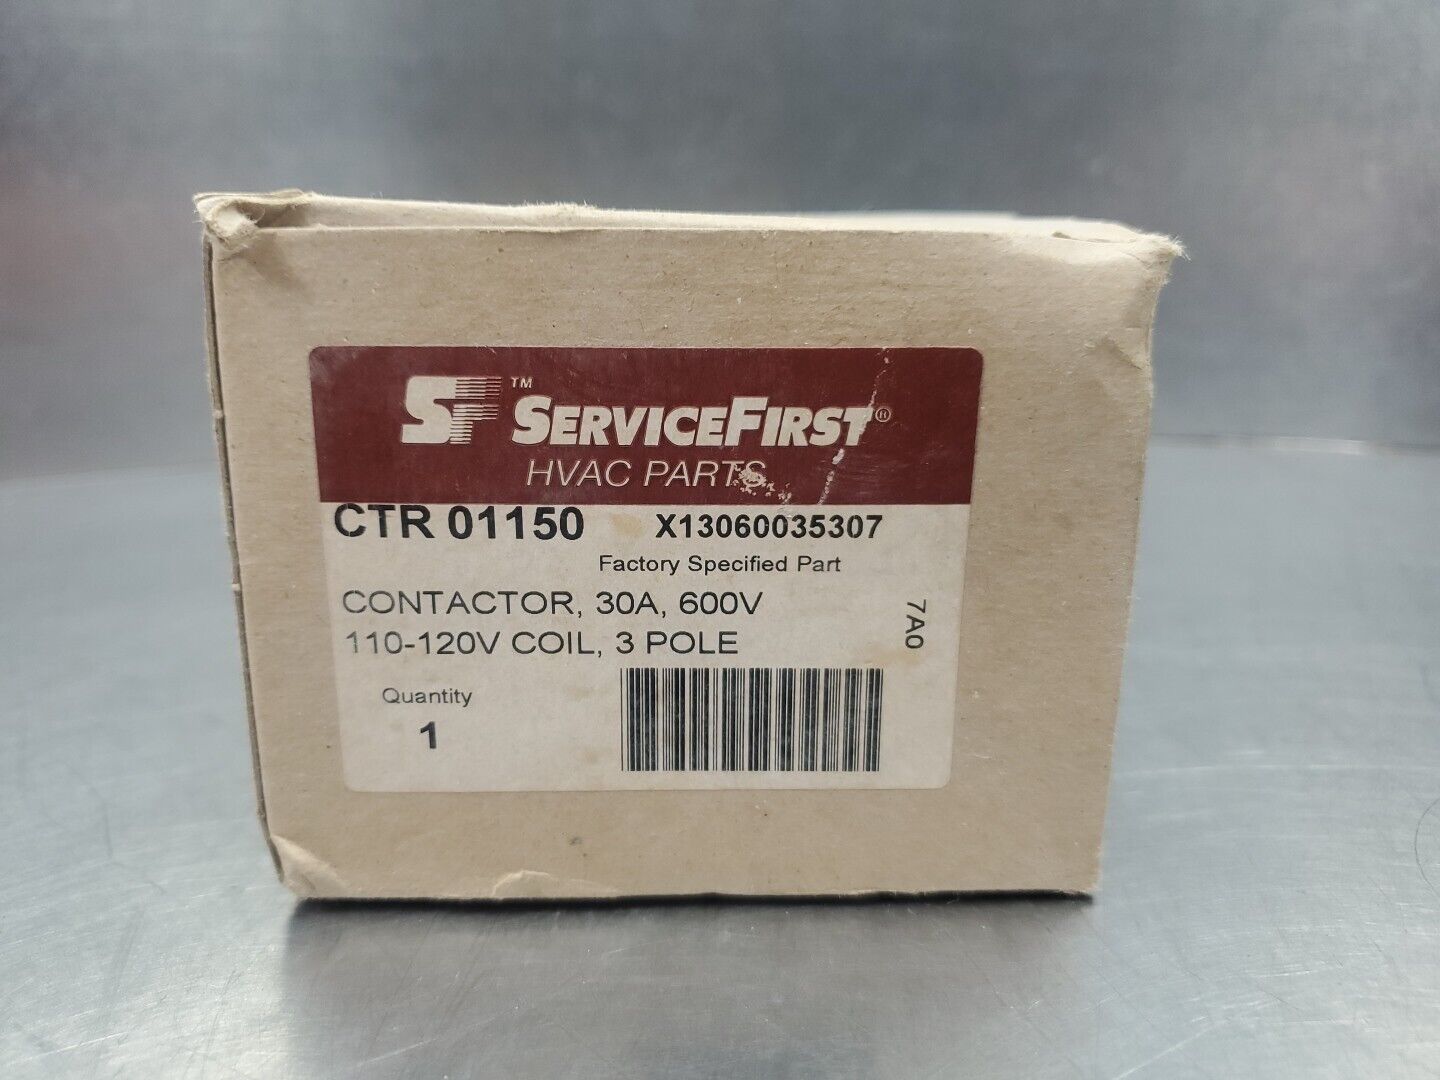 ST™ SERVICEFIRST®
HVAC PARTS
CTR 01150 X13060035307
Factory Specified Part
CONTACTOR, 30A, 600V
110-120V COIL, 3 POLE
7A0
Quantity
1